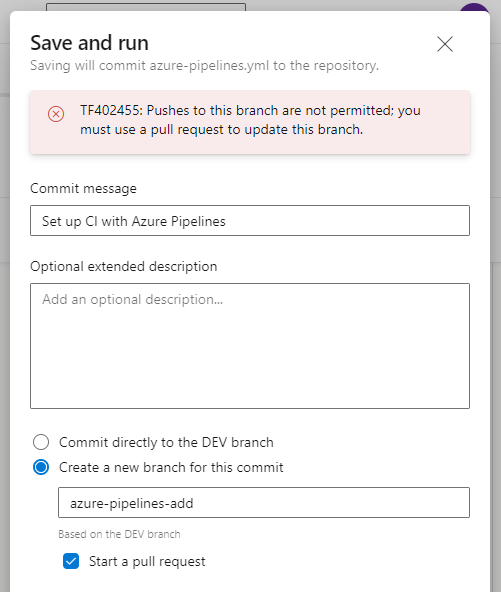 Save and run
Saving will commit azure-pipelines.yml to the repository.
TF402455: Pushes to this branch are not permitted; you
must use a pull request to update this branch.
Commit message
Set up CI with Azure Pipelines
Optional extended description
Add an optional description...
Commit directly to the DEV branch
Create a new branch for this commit
azure-pipelines-add
Based on the DEV branch
Start a pull request